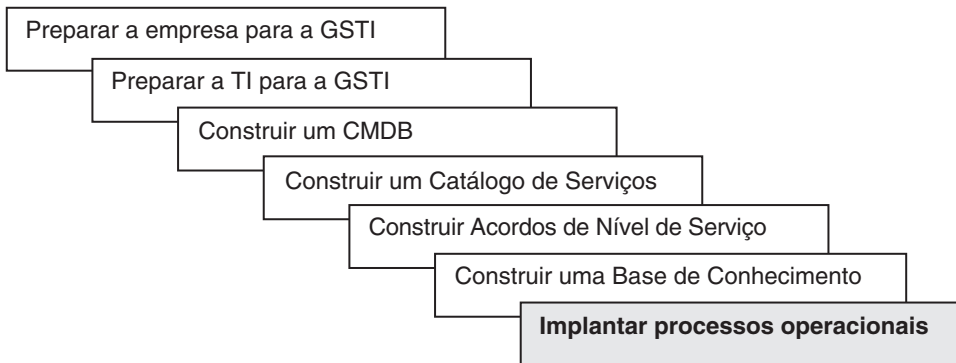 Preparar a empresa para a GSTI
Preparar a TI para a GSTI
Construir um CMDB
Construir um Catálogo de Serviços
Construir Acordos de Nível de Serviço
Construir uma Base de Conhecimento
Implantar processos operacionais